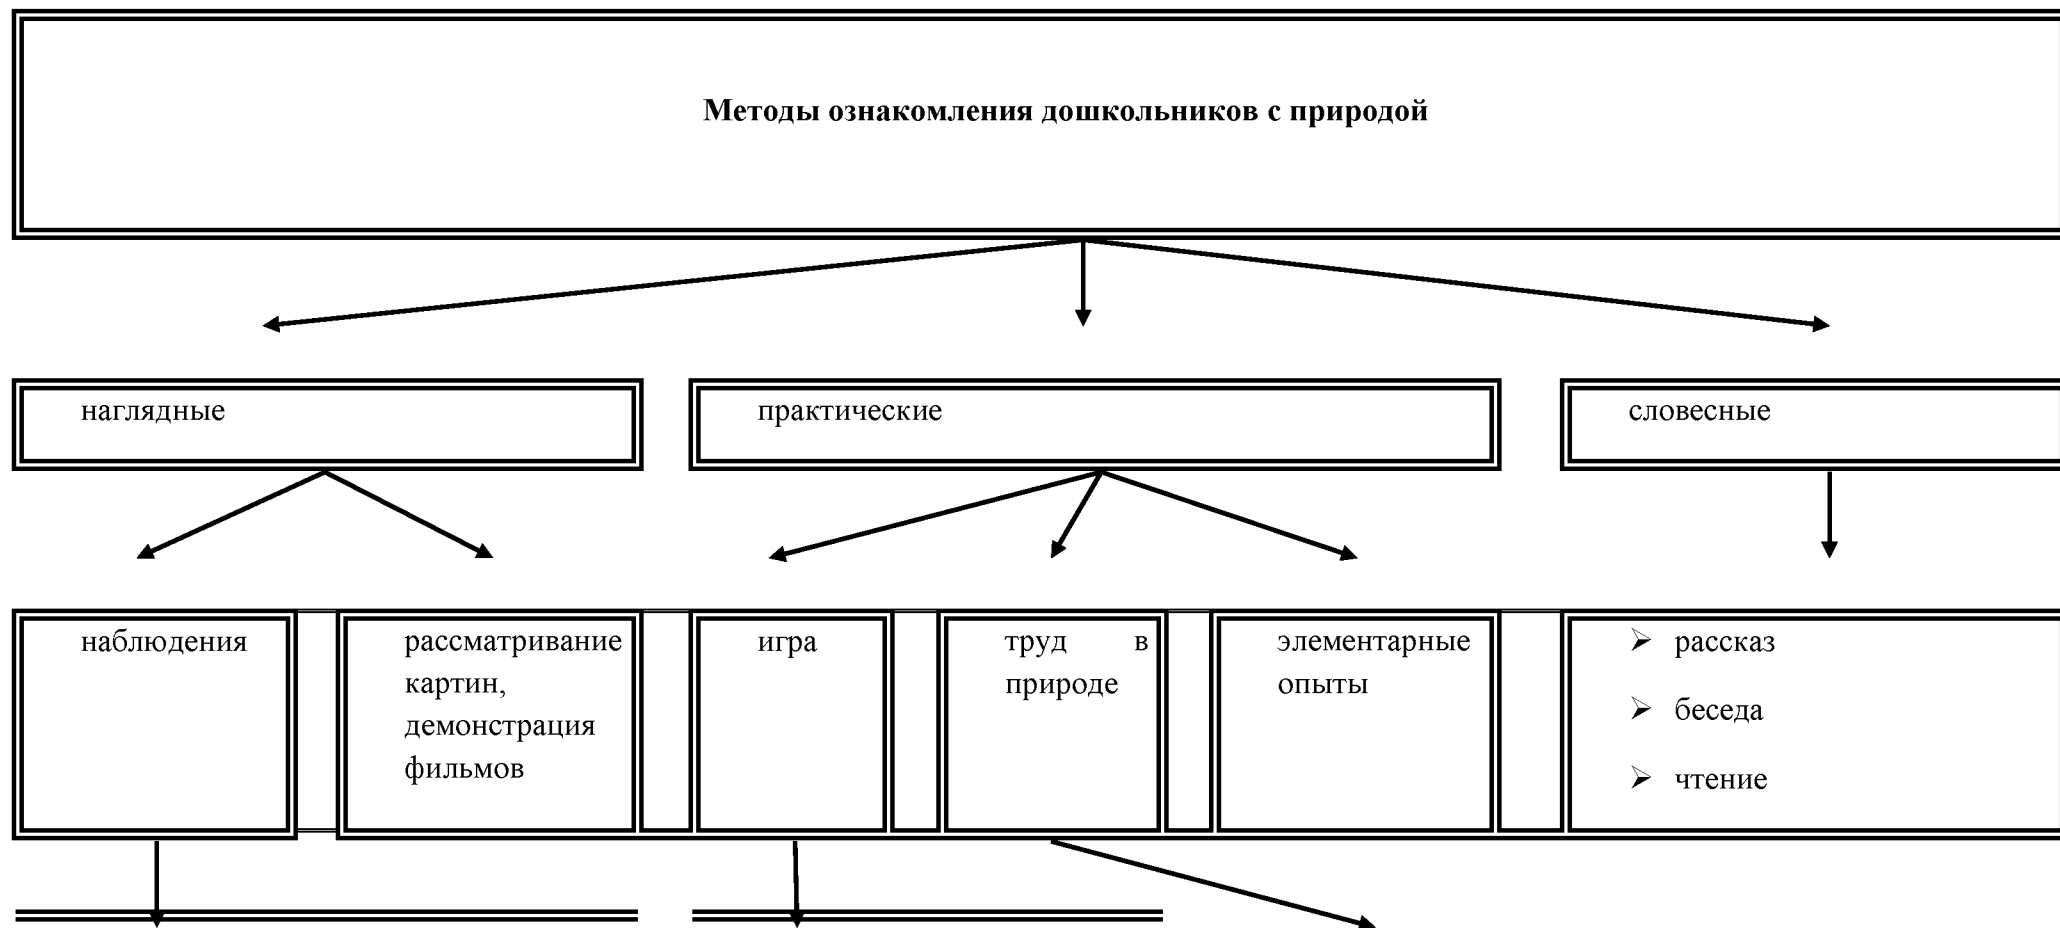 Методы ознакомления дошкольников с природой
наглядные
практические
словесные
наблюдения
рассматривание
картин,
демонстрация
фильмов
игра
труд в
природе
элементарные
опыты
рассказ
беседа
чтение